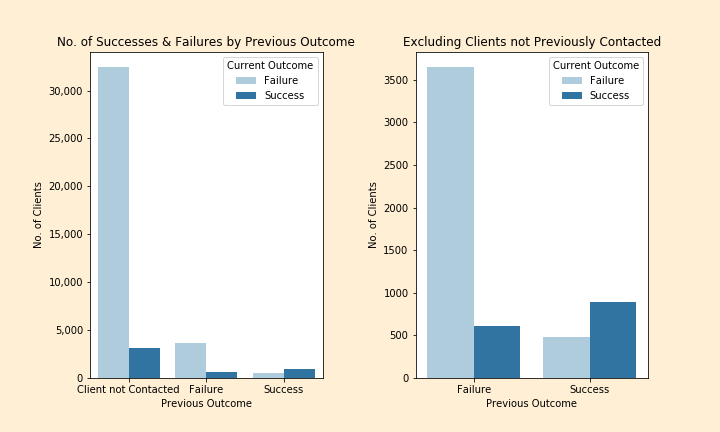 No. of Successes & Failures by Previous Outcome
Current Outcome
Failure
Success
30,000
25,000
20,000
15,000
10,000
5,000
0
No. of Clients
Client not Contacted Failure Success
Previous Outcome
Excluding Clients not Previously Contacted
Current Outcome
Failure
Success
3500
3000
2500
2000
1500
1000
500
0
No. of Clients
Failure Success
Previous Outcome